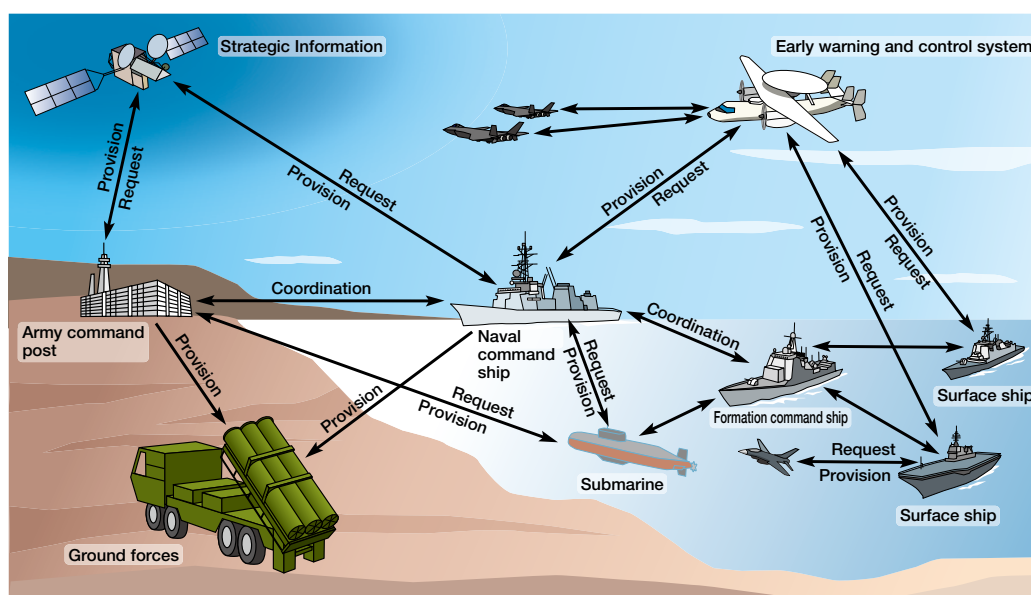 Strategic Information
Early warning and control system
Provision
Request
Request
Provision
Provision
Request
Provision
Request
Provision
Request
Coordination
Army command
post
Naval
command
ship
Coordination
Provision
Provision
Request
Provision
Request
Provision
Formation command ship
Surface ship
Request
Provision
Submarine
Surface ship
Ground forces